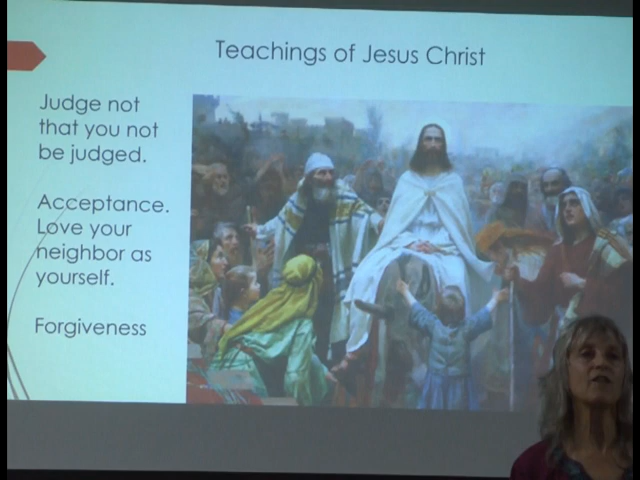 Teachings of Jesus Christ
Judge not
that you not
be judged.
Acceptance.
Love your
neighbor as
yourself.
Forgiveness